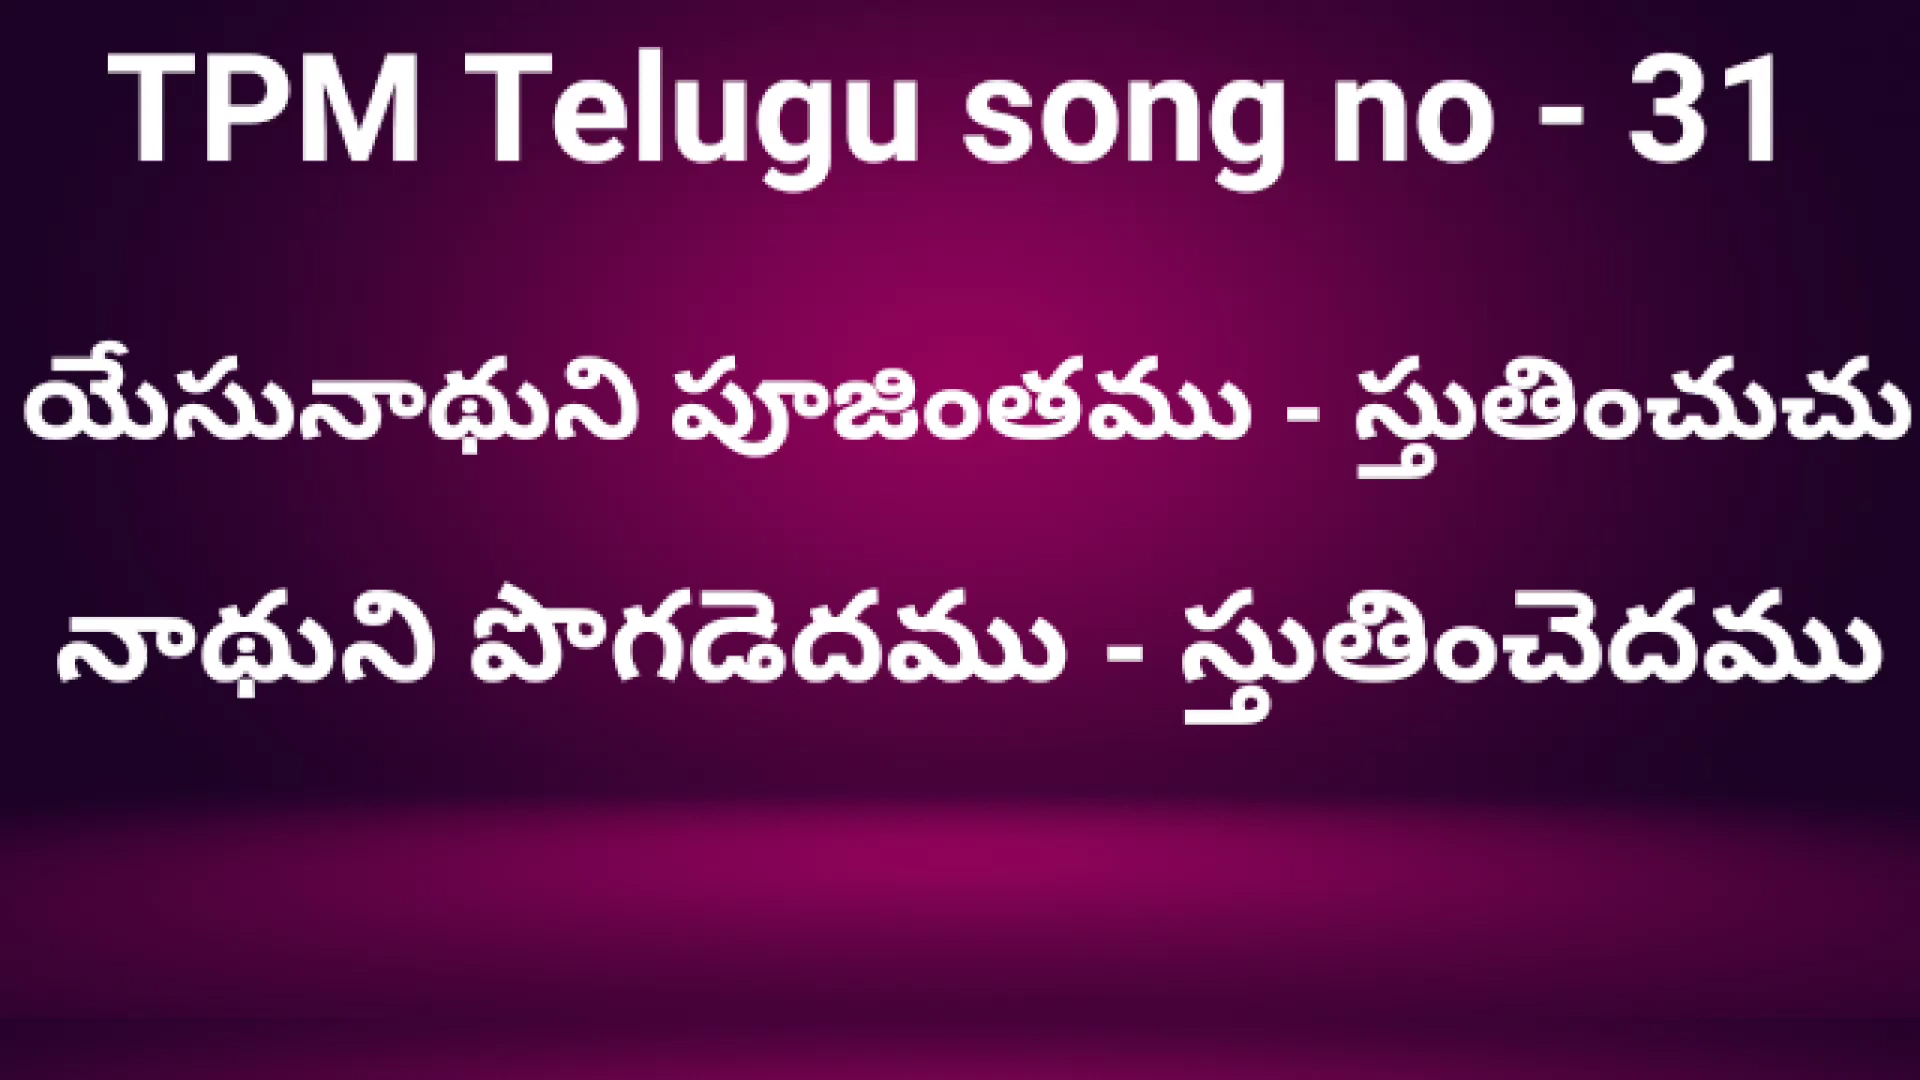 TPM Telugu song no - 31
యేసునాథుని పూజింతము - స్తుతించుచు
నాథుని పొగడెదము - స్తుతించెదము